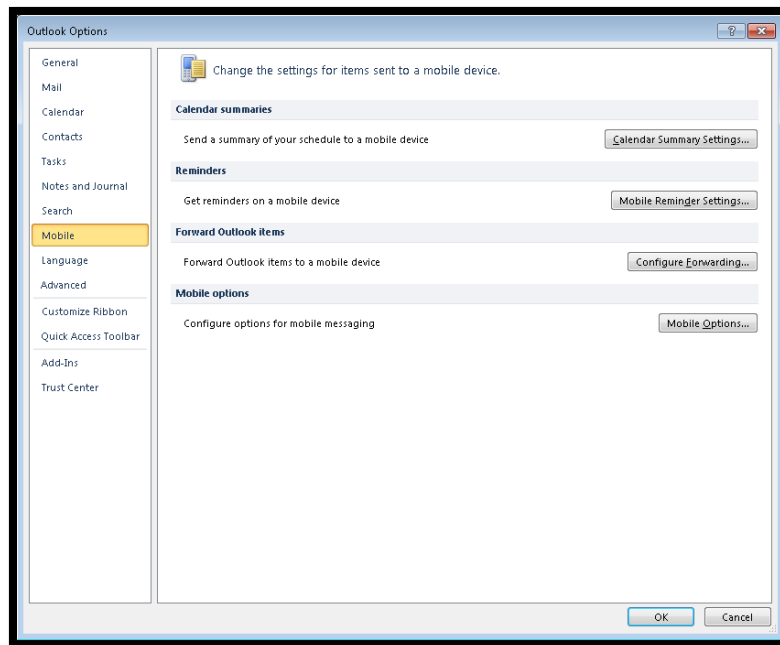 Outlook Options
General
Mail
Calendar
Contacts
Tasks
Notes and Journal
Search
Mobile
Language
Advanced
Customize Ribbon
Quick Access Toolbar
Add-Ins
Trust Center
Change the settings for items sent to a mobile device.
Calendar summaries
Send a summary of your schedule to a mobile device Calendar Summary Settings...
Reminders
Get reminders on a mobile device Mobile Reminder Settings...
Forward Outlook items
Forward Outlook items to a mobile device Configure Forwarding...
Mobile options
Configure options for mobile messaging Mobile Options...
OK Cancel